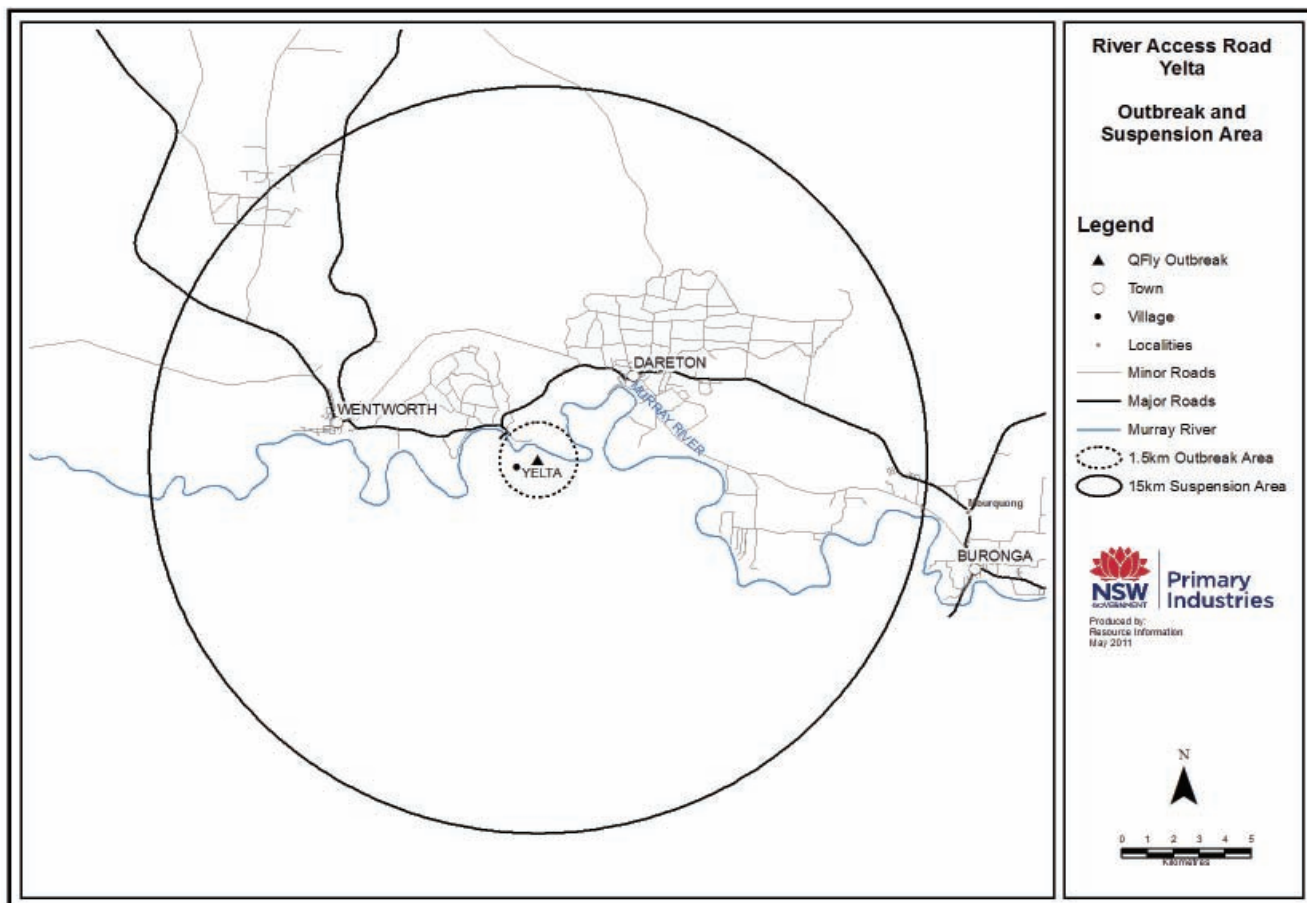 River Access Road
Yelta
Outbreak and
Suspension Area
Legend
QFly Outbreak
Town
Village
Localities
Minor Roads
Major Roads
Murray River
1.5km Outbreak Area
15km Suspension Area
NSW
GOVERNMENT
Primary
Industries
Produced by:
Resource Information
May 2011
N
0 1 2 3 4 5
Kilometres
DARETON
WENTWORTH
MURRAY RIVER
YELTA
Mourquong
BURONGA